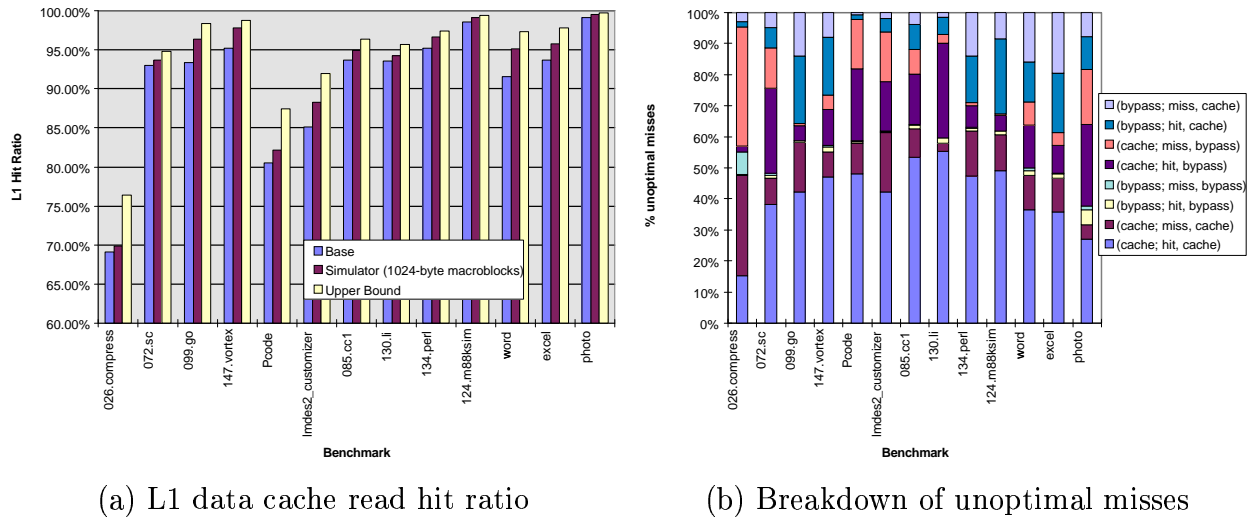 L1 Hit Ratio
100.00%
95.00%
90.00%
85.00%
80.00%
75.00%
70.00%
65.00%
60.00%
Base
Simulator (1024-byte macroblocks)
Upper Bound
026.compress
072.sc
099.go
147.vortex
Pcode
lmdes2_customizer
085.cc1
130.li
134.perl
124.m88ksim
word
excel
photo
Benchmark
(a) L1 data cache read hit ratio
% unoptimal misses
100%
90%
80%
70%
60%
50%
40%
30%
20%
10%
0%
(bypass; miss, cache)
(bypass; hit, cache)
(cache; miss, bypass)
(cache; hit, bypass)
(bypass; miss, bypass)
(bypass; hit, bypass)
(cache; miss, cache)
(cache; hit, cache)
026.compress
072.sc
099.go
147.vortex
Pcode
lmdes2_customizer
085.cc1
130.li
134.perl
124.m88ksim
word
excel
photo
Benchmark
(b) Breakdown of unoptimal misses